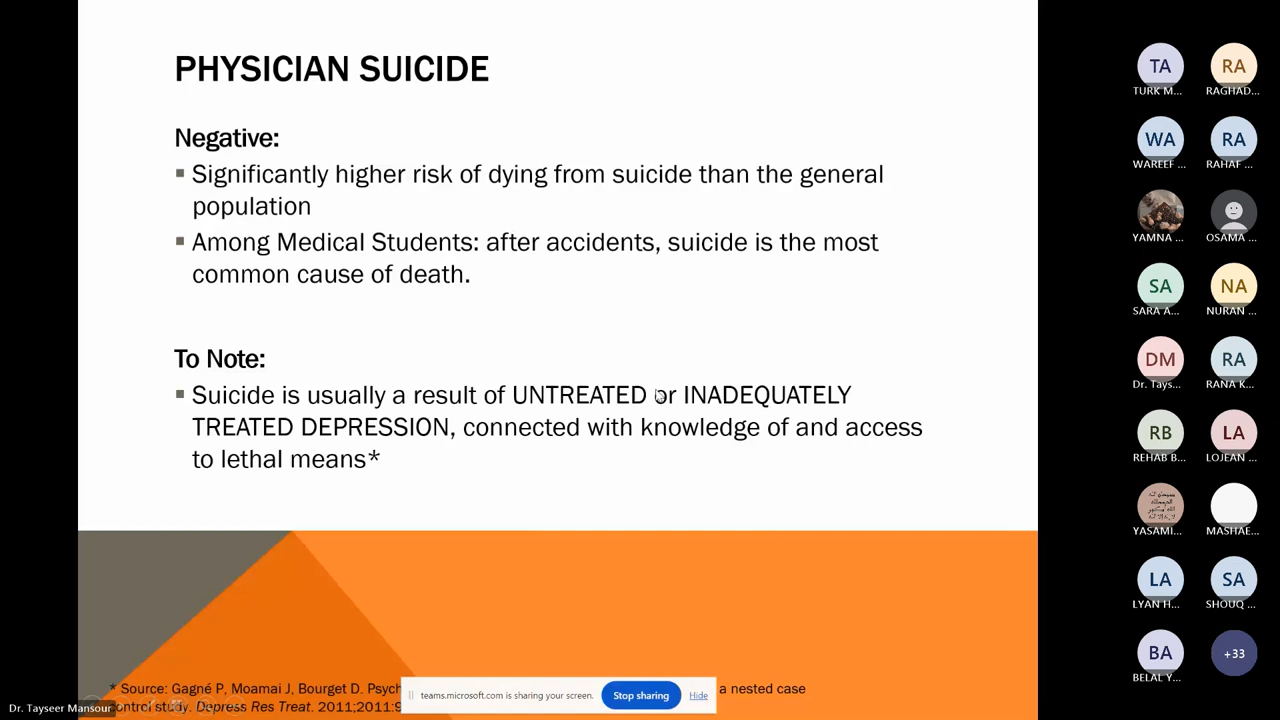 PHYSICIAN SUICIDE
Negative:
▪ Significantly higher risk of dying from suicide than the general
population
▪ Among Medical Students: after accidents, suicide is the most
common cause of death.
To Note:
▪ Suicide is usually a result of UNTREATED or INADEQUATELY
TREATED DEPRESSION, connected with knowledge of and access
to lethal means*
* Source: Gagné P, Moamai J, Bourget D. Psych
a nested case
ontrol study. Depress Res Treat. 2011;2011:9
teams.microsoft.com is sharing your screen.
Stop sharing
Hide
Dr. Tayseer Mansour
TA
RA
TURK M...
RAGHAD...
WA
RA
WAREEF ...
RAHAF ...
YAMNA ...
OSAMA ...
SA
NA
SARA A...
NURAN ...
DM
RA
Dr. Tays...
RANA K...
RB
LA
REHAB B...
LOJEAN ...
YASAMI...
MASHAE...
LA
SA
LYAN H...
SHOUQ ...
BA
+33
BELAL Y...